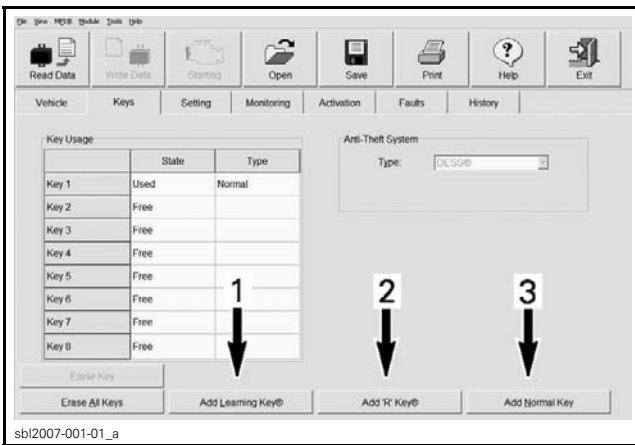 File View MPI® Module Tools Help
Read Data Write Data Starting Open Save Print Help Exit
Vehicle Keys Setting Monitoring Activation Faults History
Key Usage
State Type
Key 1 Used Normal
Key 2 Free
Key 3 Free
Key 4 Free
Key 5 Free
Key 6 Free
Key 7 Free
Key 8 Free
Anti-Theft System
Type: DESS®
1 2 3
Erase Key
Erase All Keys Add Learning Key® Add 'R' Key® Add Normal Key
sbl2007-001-01_a